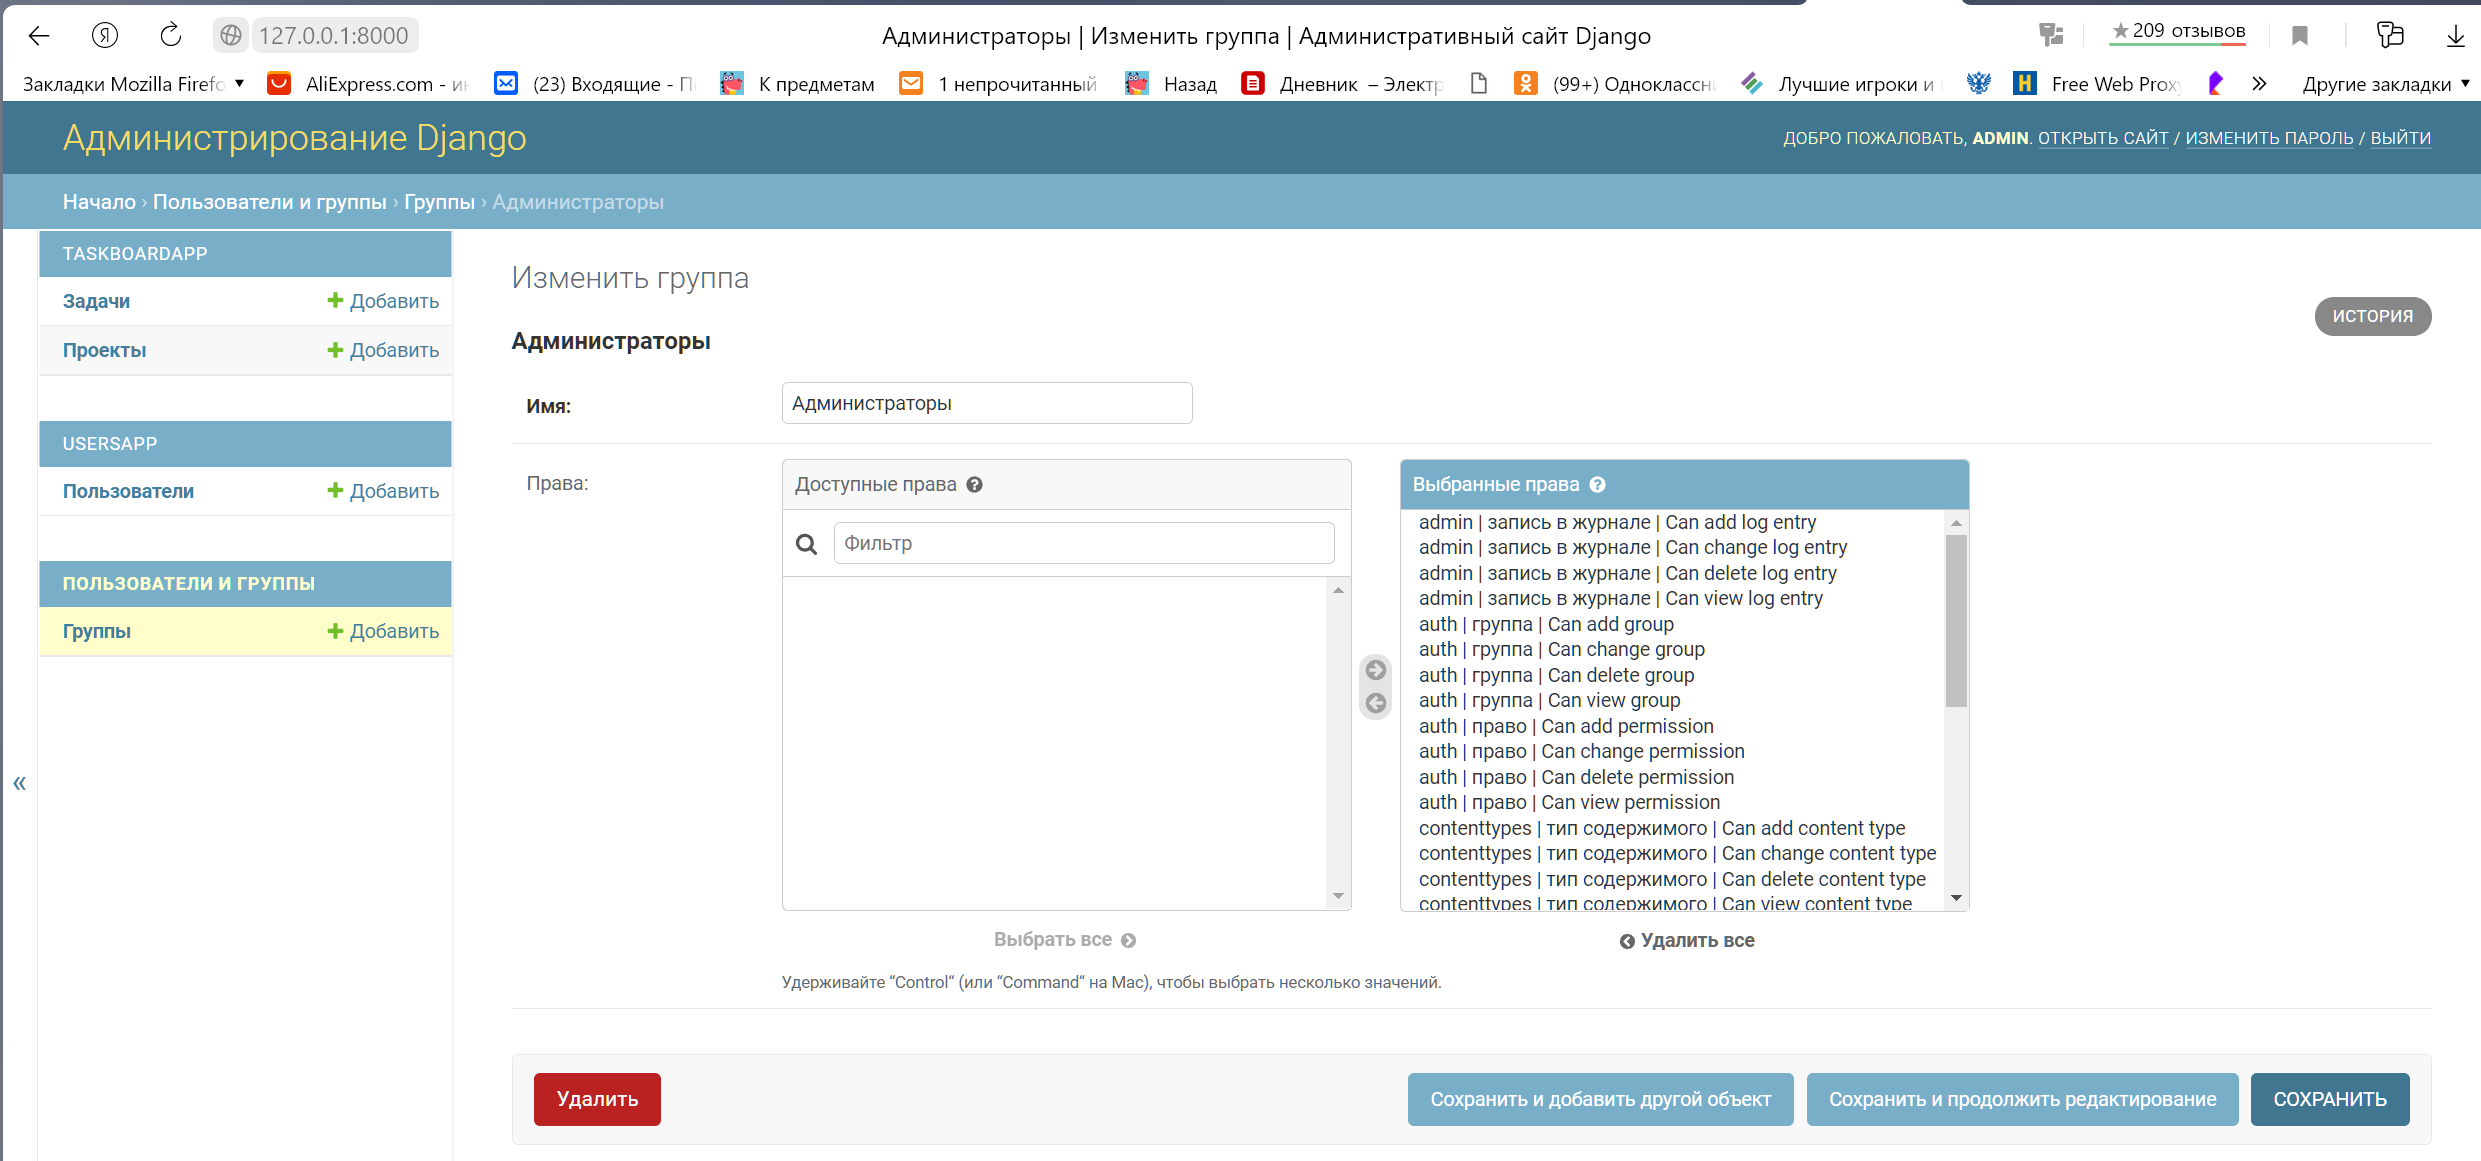 127.0.0.1:8000
Администраторы | Изменить группа | Административный сайт Django
★ 209 отзывов
Закладки Mozilla Firefo
AliExpress.com - ин
(23) Входящие - П
К предметам
1 непрочитанный
Назад
Дневник – Электр
(99+) Одноклассн
Лучшие игроки и
Free Web Proxy
Другие закладки
Администрирование Django
ДОБРО ПОЖАЛОВАТЬ, ADMIN. ОТКРЫТЬ САЙТ / ИЗМЕНИТЬ ПАРОЛЬ / ВЫЙТИ
Начало › Пользователи и группы › Группы › Администраторы
TASKBOARDAPP
Задачи + Добавить
Проекты + Добавить
USERSAPP
Пользователи + Добавить
ПОЛЬЗОВАТЕЛИ И ГРУППЫ
Группы + Добавить
«
Изменить группа
ИСТОРИЯ
Администраторы
Имя: Администраторы
Права:
Доступные права
Фильтр
Выбрать все
Выбранные права
admin | запись в журнале | Can add log entry
admin | запись в журнале | Can change log entry
admin | запись в журнале | Can delete log entry
admin | запись в журнале | Can view log entry
auth | группа | Can add group
auth | группа | Can change group
auth | группа | Can delete group
auth | группа | Can view group
auth | право | Can add permission
auth | право | Can change permission
auth | право | Can delete permission
auth | право | Can view permission
contenttypes | тип содержимого | Can add content type
contenttypes | тип содержимого | Can change content type
contenttypes | тип содержимого | Can delete content type
contenttypes | тип содержимого | Can view content type
Удалить все
Удерживайте “Control“ (или “Command“ на Mac), чтобы выбрать несколько значений.
Удалить
Сохранить и добавить другой объект
Сохранить и продолжить редактирование
СОХРАНИТЬ